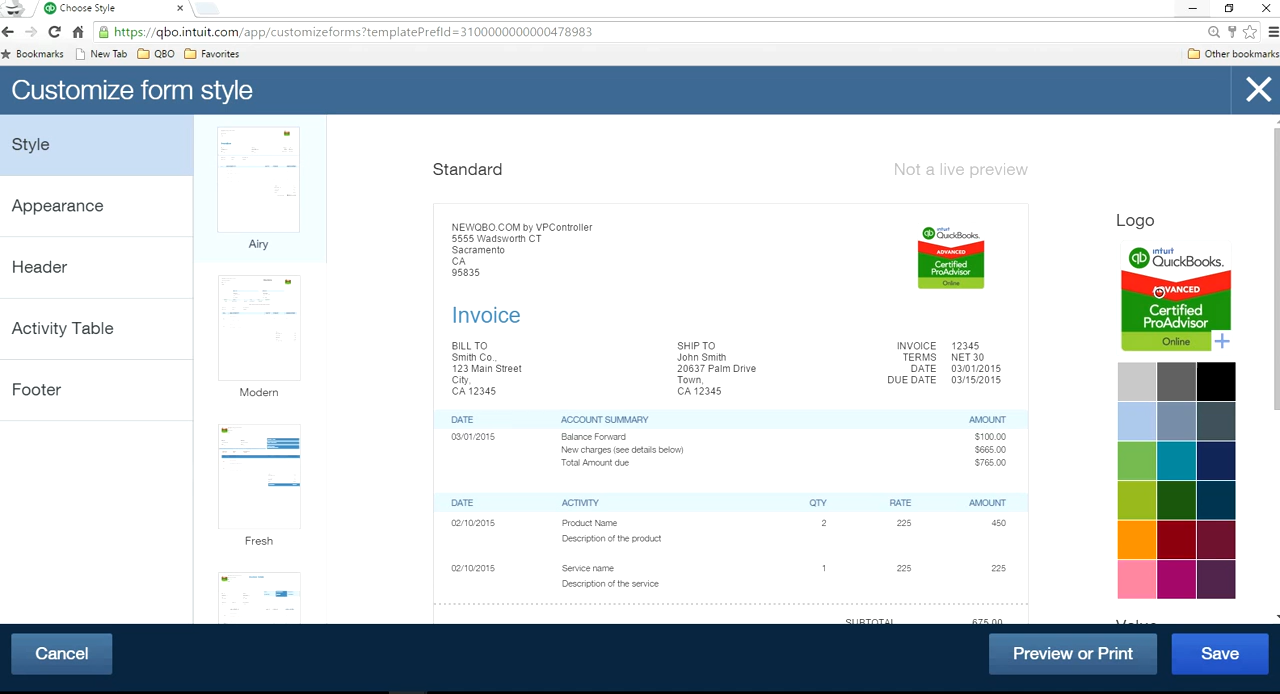 Choose Style
https://qbo.intuit.com/app/customizeforms?templatePrefId=3100000000000478983
Bookmarks New Tab QBO Favorites Other bookmarks
Customize form style
Style
Appearance
Header
Activity Table
Footer
Airy
Modern
Fresh
Standard Not a live preview
NEWQBO.COM by VPController
5555 Wadsworth CT
Sacramento
CA
95835
intuit
QuickBooks.
ADVANCED
Certified
ProAdvisor
Online
Invoice
BILL TO
Smith Co.,
123 Main Street
City,
CA 12345
SHIP TO
John Smith
20637 Palm Drive
Town,
CA 12345
INVOICE 12345
TERMS NET 30
DATE 03/01/2015
DUE DATE 03/15/2015
DATE ACCOUNT SUMMARY AMOUNT
03/01/2015 Balance Forward $100.00
New charges (see details below) $665.00
Total Amount due $765.00
DATE ACTIVITY QTY RATE AMOUNT
02/10/2015 Product Name 2 225 450
Description of the product
02/10/2015 Service name 1 225 225
Description of the service
SUBTOTAL 675.00
Logo
qb intuit
QuickBooks.
ADVANCED
Certified
ProAdvisor
Online
Cancel
Preview or Print
Save